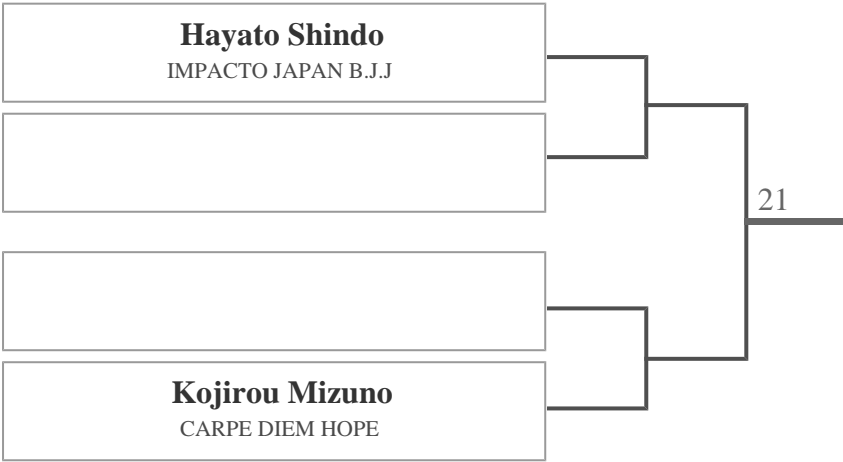 Hayato Shindo
IMPACTO JAPAN B.J.J
21
Kojirou Mizuno
CARPE DIEM HOPE